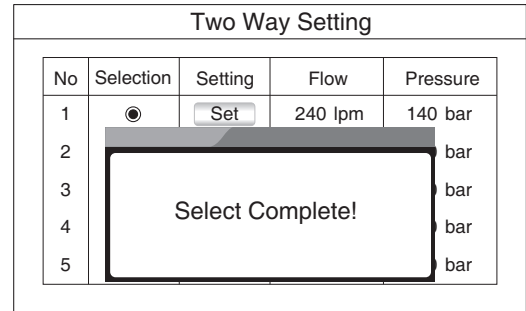 Two Way Setting
No Selection Setting Flow Pressure
1 Set 240 lpm 140 bar
2 bar
3 bar
Select Complete!
4 bar
5 bar